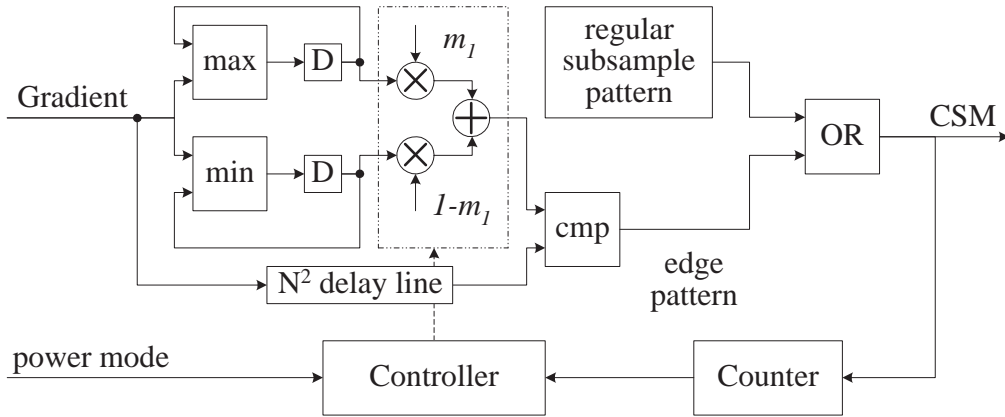 m1
regular
subsample
pattern
max
D
Gradient
CSM
OR
min
D
1-m1
cmp
edge
pattern
N² delay line
power mode
Controller
Counter